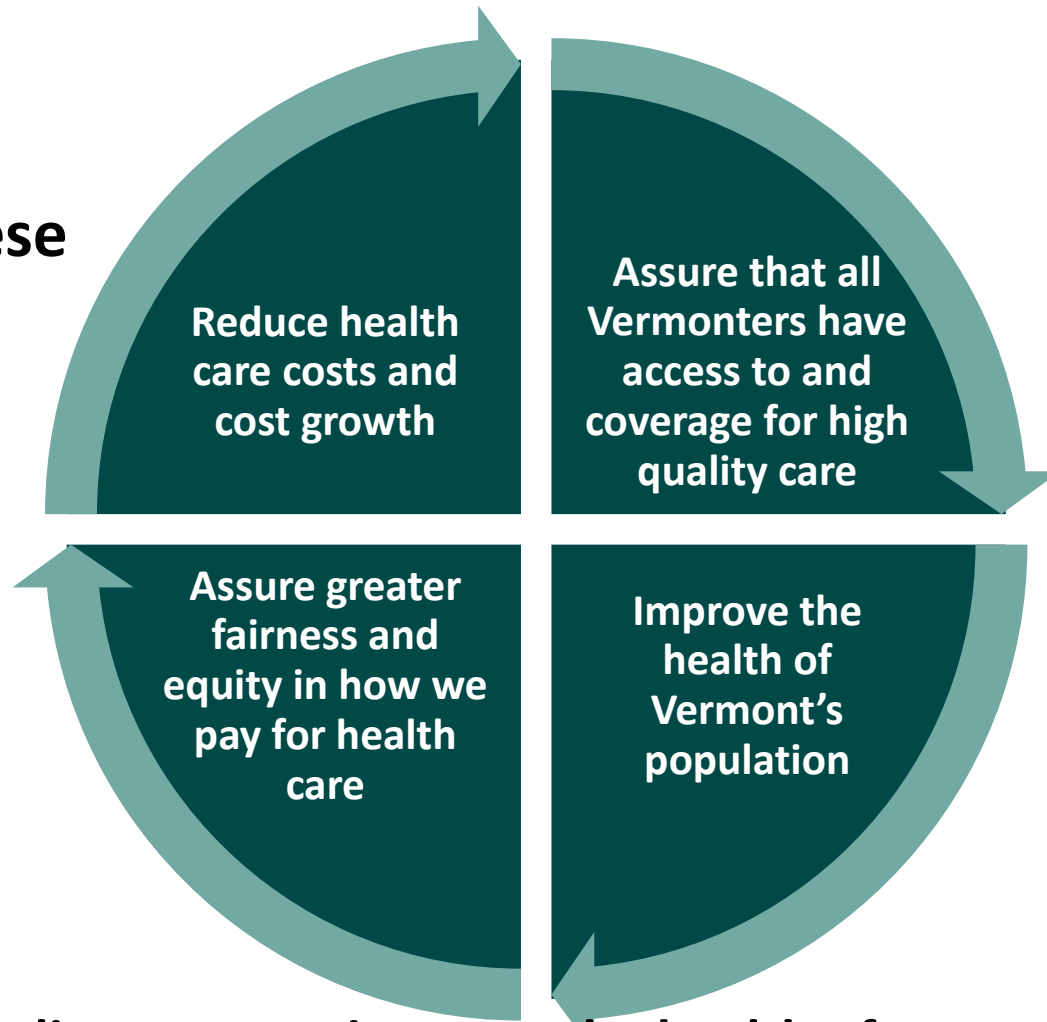 ese
Reduce health
care costs and
cost growth
Assure that all
Vermonters have
access to and
coverage for high
quality care
Assure greater
fairness and
equity in how we
pay for health
care
Improve the
health of
Vermont’s
population